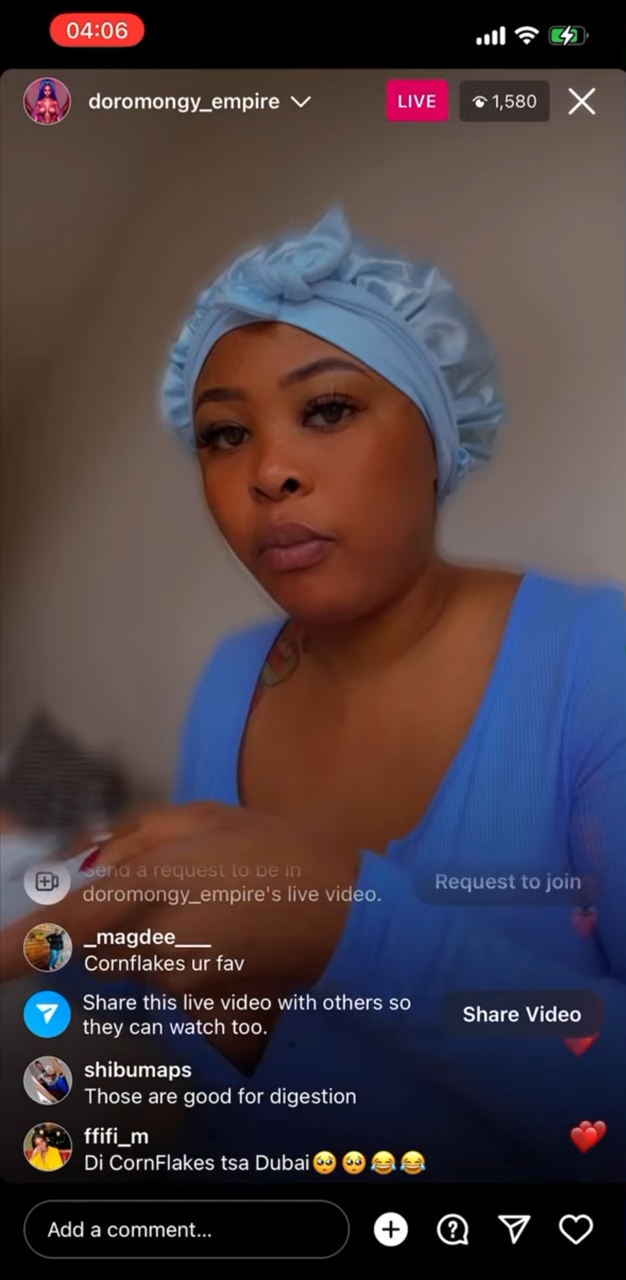 04:06
doromongy_empire
LIVE
1,580
Send a request to be in
doromongy_empire's live video.
Request to join
_magdee___
Cornflakes ur fav
Share this live video with others so
they can watch too.
Share Video
shibumaps
Those are good for digestion
ffifi_m
Di CornFlakes tsa Dubai🥺🥺😂😂
Add a comment...